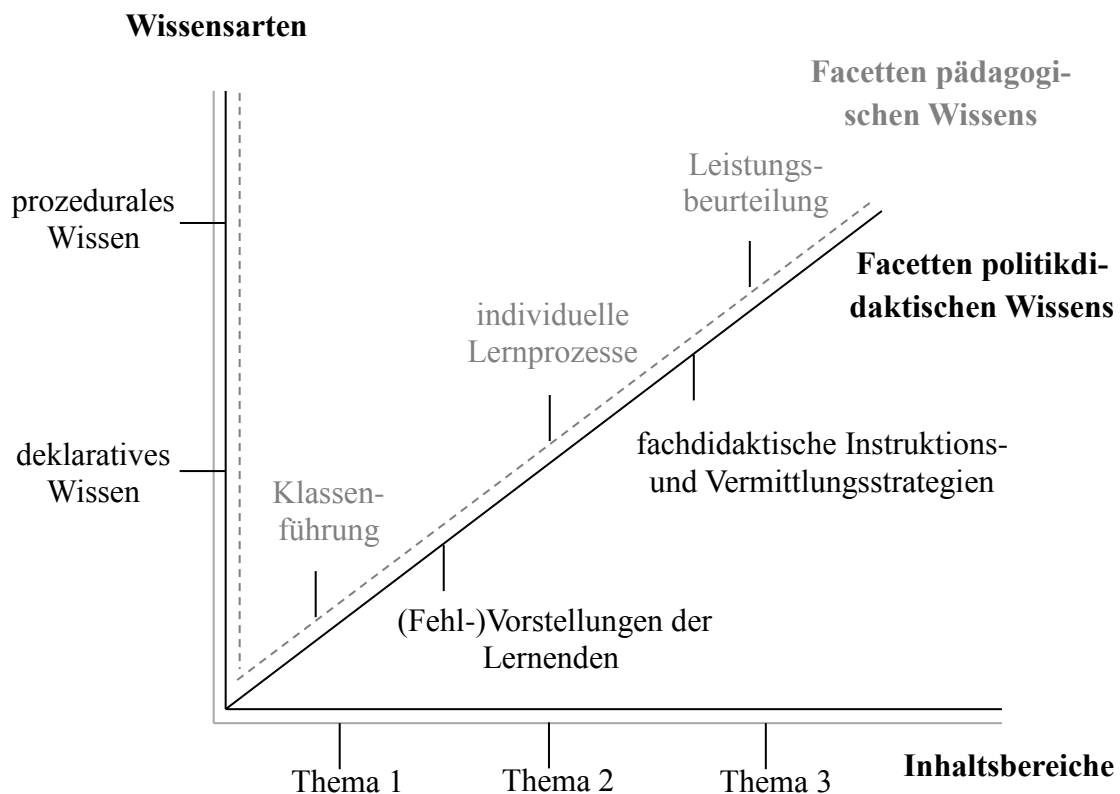 Wissensarten
Facetten pädagogi-
schen Wissens
Leistungs-
beurteilung
prozedurales
Wissen
Facetten politikdi-
daktischen Wissens
individuelle
Lernprozesse
fachdidaktische Instruktions-
und Vermittlungsstrategien
deklaratives
Wissen
Klassen-
führung
(Fehl-)Vorstellungen der
Lernenden
Thema 1
Thema 2
Thema 3
Inhaltsbereiche